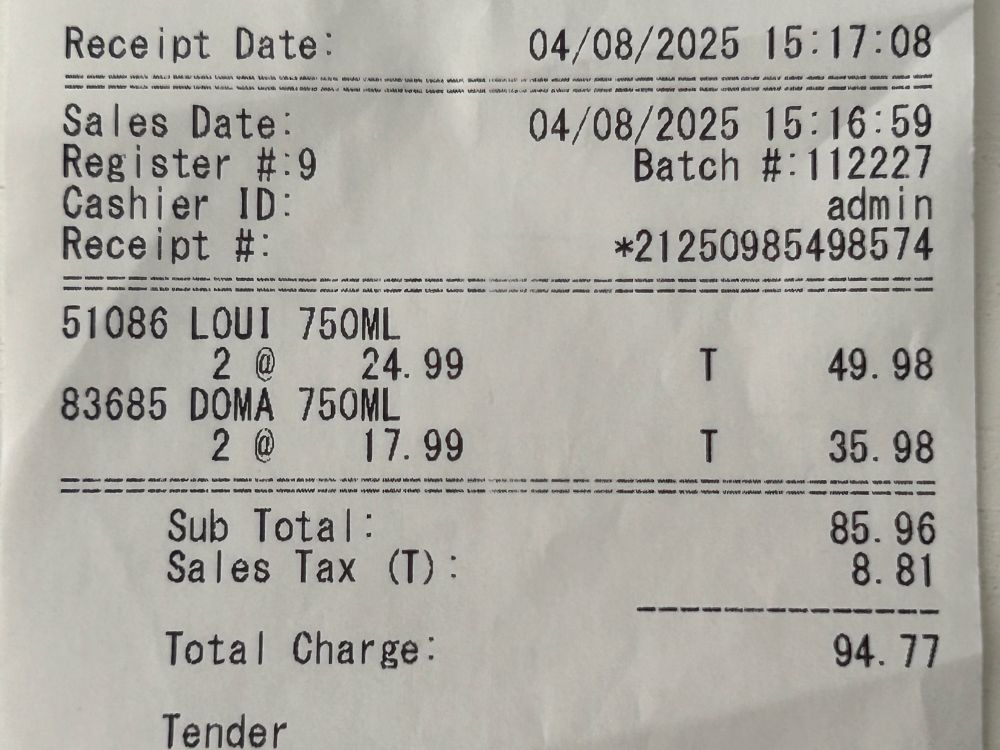 Receipt Date: 04/08/2025 15:17:08
Sales Date: 04/08/2025 15:16:59
Register #:9 Batch #:112227
Cashier ID: admin
Receipt #: *21250985498574
51086 LOUI 750ML
2 @ 24.99 T 49.98
83685 DOMA 750ML
2 @ 17.99 T 35.98
Sub Total: 85.96
Sales Tax (T): 8.81
Total Charge: 94.77
Tender